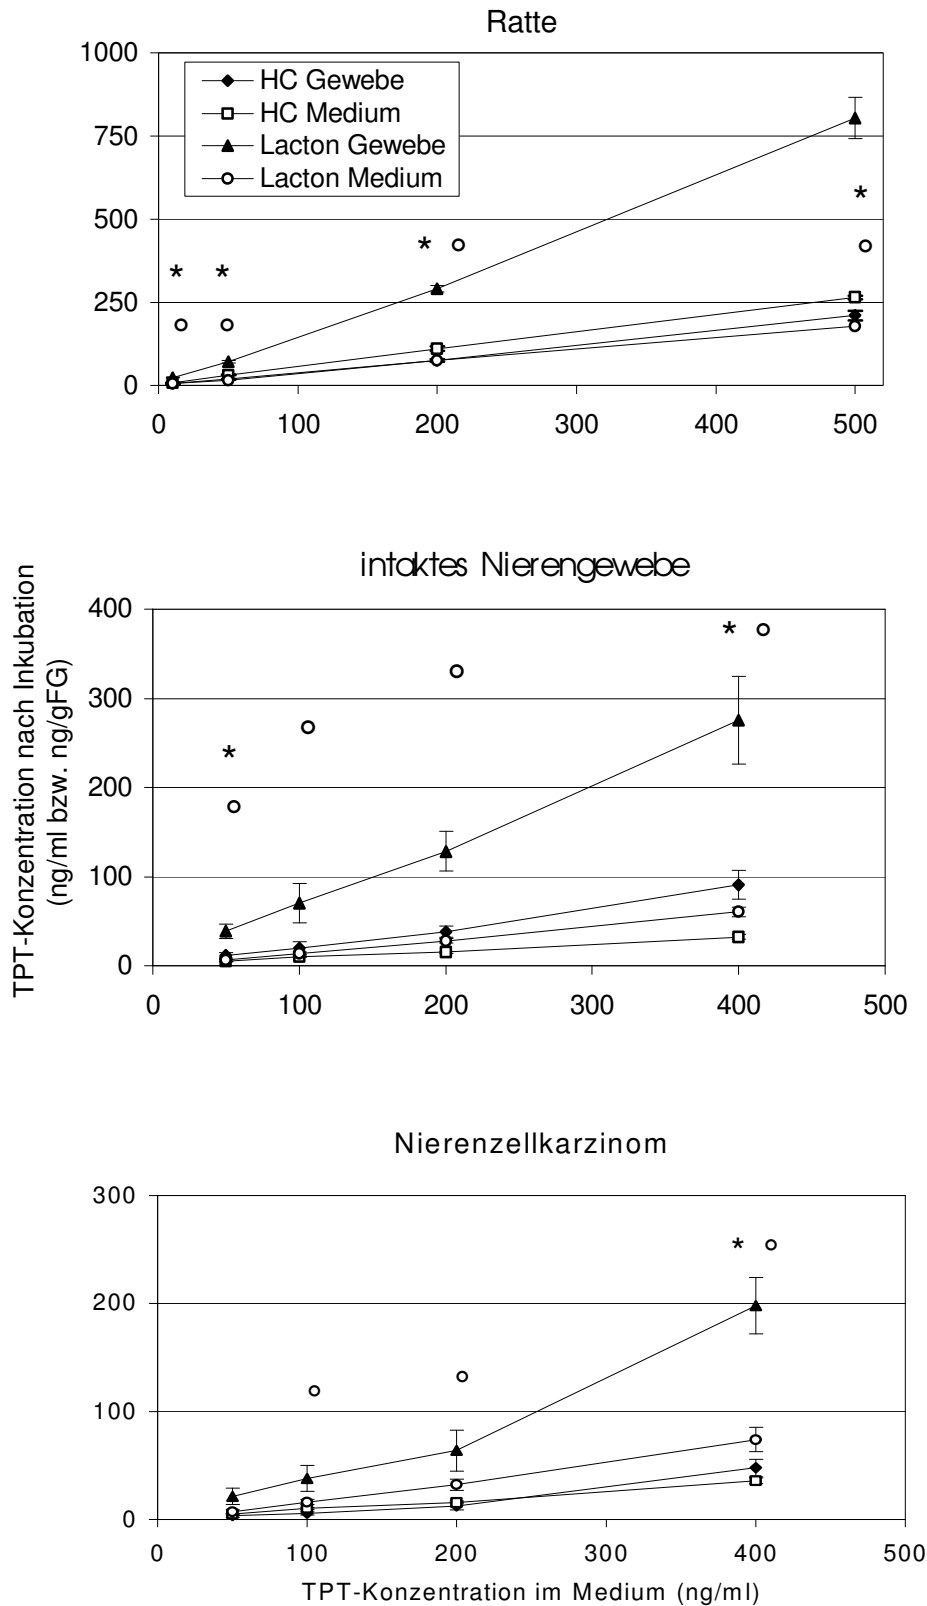 Ratte
1000
750
500
250
0
HC Gewebe
HC Medium
Lacton Gewebe
Lacton Medium
* *
* 
*
0 100 200 300 400 500
intaktes Nierengewebe
TPT-Konzentration nach Inkubation
(ng/ml bzw. ng/gFG)
400
300
200
100
0
*
*
0 100 200 300 400 500
Nierenzellkarzinom
300
200
100
0
*
0 100 200 300 400 500
TPT-Konzentration im Medium (ng/ml)